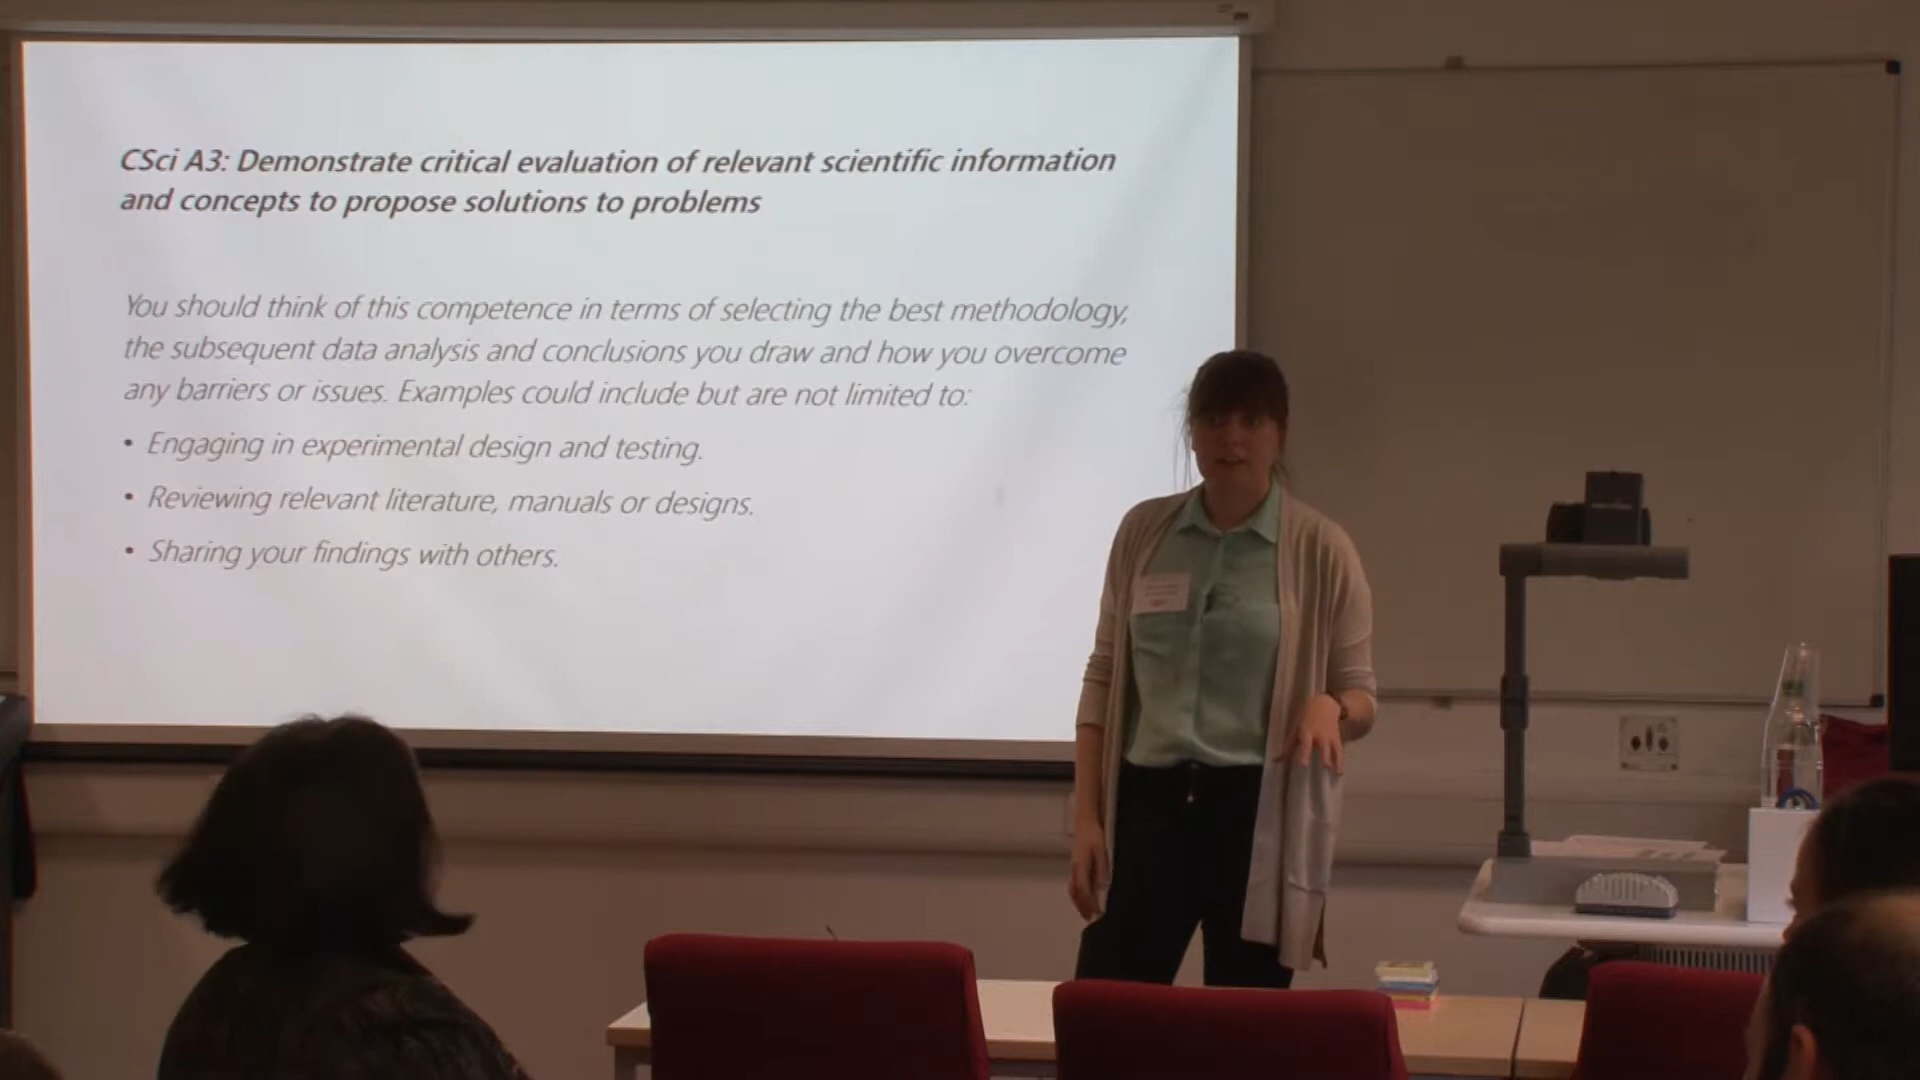 CSci A3: Demonstrate critical evaluation of relevant scientific information
and concepts to propose solutions to problems
You should think of this competence in terms of selecting the best methodology,
the subsequent data analysis and conclusions you draw and how you overcome
any barriers or issues. Examples could include but are not limited to:
• Engaging in experimental design and testing.
• Reviewing relevant literature, manuals or designs.
• Sharing your findings with others.